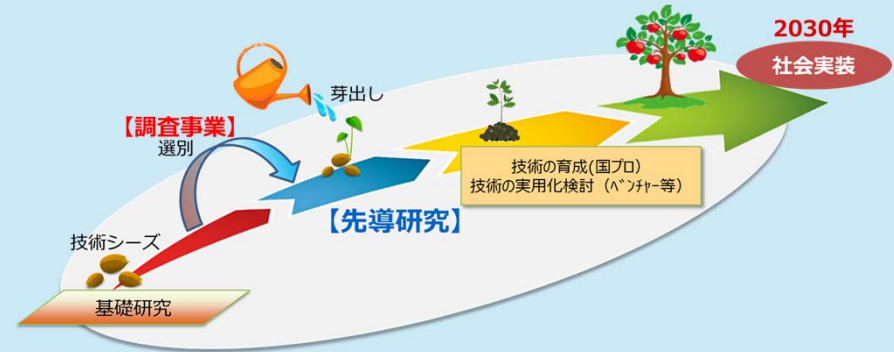 2030年
社会実装
芽出し
【調査事業】
選別
技術の育成(国プロ)
技術の実用化検討（ﾍﾞﾝﾁｬｰ等）
【先導研究】
技術シーズ
基礎研究